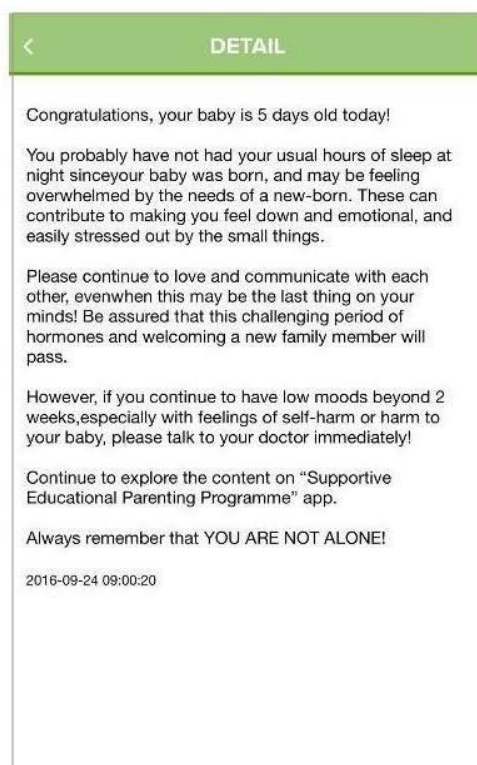 DETAIL
Congratulations, your baby is 5 days old today!
You probably have not had your usual hours of sleep at
night sinceyour baby was born, and may be feeling
overwhelmed by the needs of a new-born. These can
contribute to making you feel down and emotional, and
easily stressed out by the small things.
Please continue to love and communicate with each
other, evenwhen this may be the last thing on your
minds! Be assured that this challenging period of
hormones and welcoming a new family member will
pass.
However, if you continue to have low moods beyond 2
weeks,especially with feelings of self-harm or harm to
your baby, please talk to your doctor immediately!
Continue to explore the content on “Supportive
Educational Parenting Programme” app.
Always remember that YOU ARE NOT ALONE!
2016-09-24 09:00:20